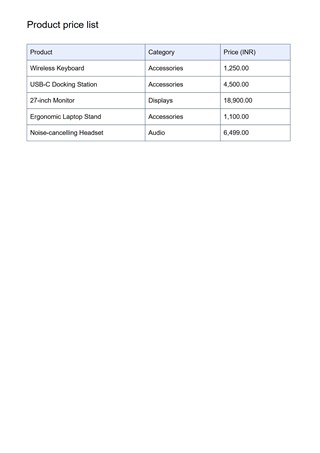 Product price list
Product Category Price (INR)
Wireless Keyboard Accessories 1,250.00
USB-C Docking Station Accessories 4,500.00
27-inch Monitor Displays 18,900.00
Ergonomic Laptop Stand Accessories 1,100.00
Noise-cancelling Headset Audio 6,499.00